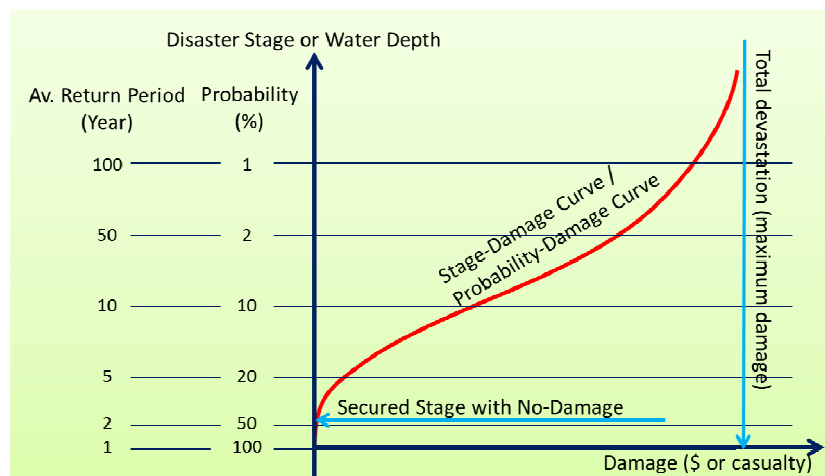 Disaster Stage or Water Depth
Av. Return Period Probability
(Year) (%)
100 1
50 2
10 10
5 20
2 50
1 100
Stage-Damage Curve /
Probability-Damage Curve
Total devastation (maximum damage)
Secured Stage with No-Damage
Damage ($ or casualty)